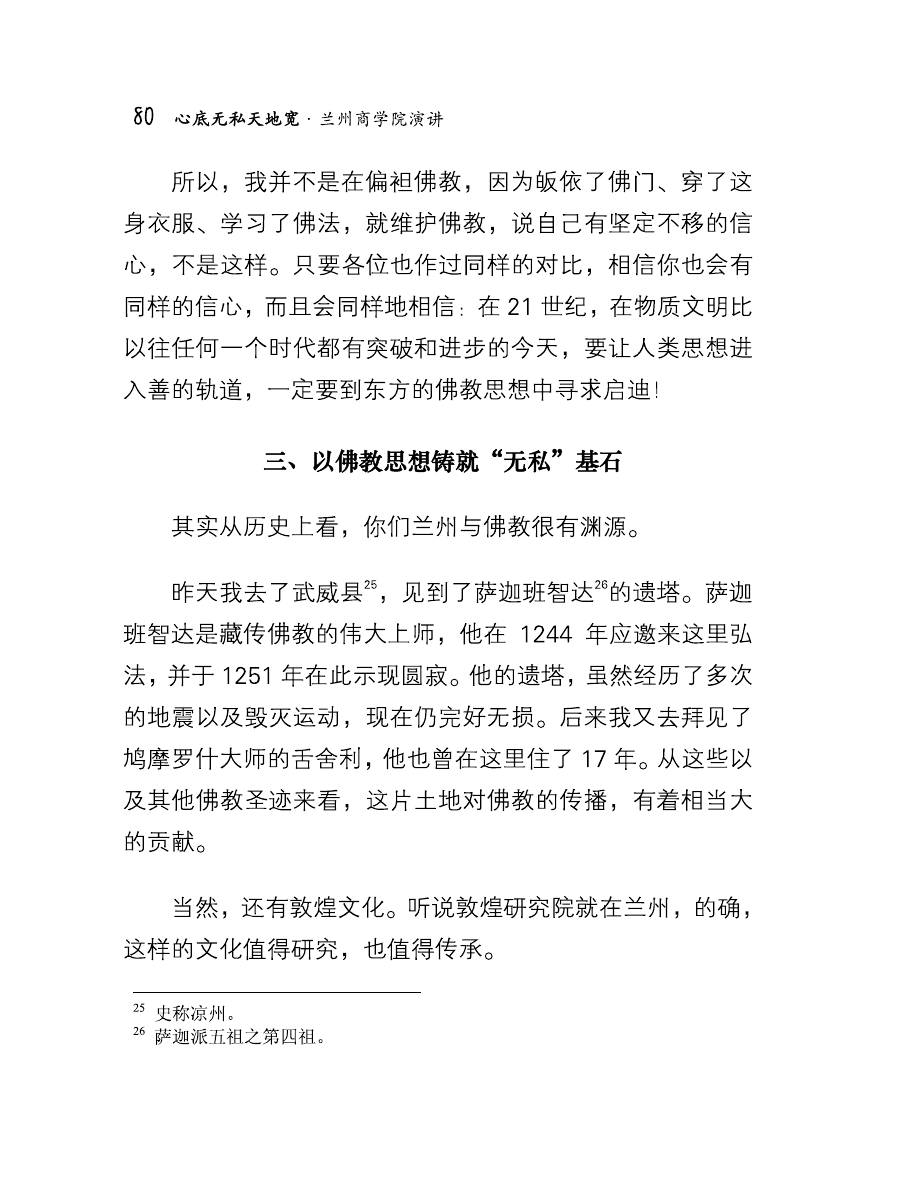 80 心底无私天地宽·兰州商学院演讲
所以，我并不是在偏袒佛教，因为皈依了佛门、穿了这
身衣服、学习了佛法，就维护佛教，说自己有坚定不移的信
心，不是这样。只要各位也作过同样的对比，相信你也会有
同样的信心，而且会同样地相信：在 21 世纪，在物质文明比
以往任何一个时代都有突破和进步的今天，要让人类思想进
入善的轨道，一定要到东方的佛教思想中寻求启迪！
三、以佛教思想铸就“无私”基石
其实从历史上看，你们兰州与佛教很有渊源。
昨天我去了武威县25，见到了萨迦班智达26的遗塔。萨迦
班智达是藏传佛教的伟大上师，他在 1244 年应邀来这里弘
法，并于 1251 年在此示现圆寂。他的遗塔，虽然经历了多次
的地震以及毁灭运动，现在仍完好无损。后来我又去拜见了
鸠摩罗什大师的舌舍利，他也曾在这里住了 17 年。从这些以
及其他佛教圣迹来看，这片土地对佛教的传播，有着相当大
的贡献。
当然，还有敦煌文化。听说敦煌研究院就在兰州，的确，
这样的文化值得研究，也值得传承。
25 史称凉州。
26 萨迦派五祖之第四祖。